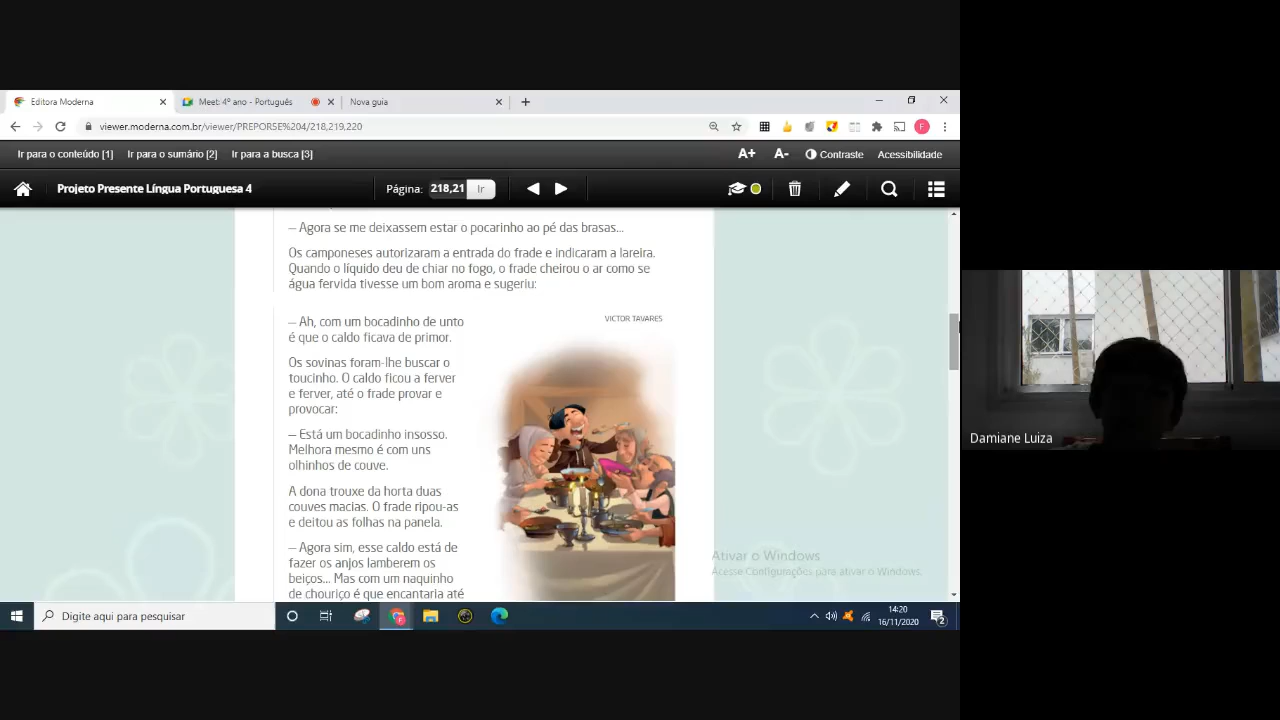 Editora Moderna
Meet: 4º ano - Português
Nova guia
viewer.moderna.com.br/viewer/PREPORSE%204/218,219,220
Ir para o conteúdo [1] Ir para o sumário [2] Ir para a busca [3]
A+ A- Contraste Acessibilidade
Projeto Presente Língua Portuguesa 4
Página: 218,21 Ir
— Agora se me deixassem estar o pocarinho ao pé das brasas...
Os camponeses autorizaram a entrada do frade e indicaram a lareira.
Quando o líquido deu de chiar no fogo, o frade cheirou o ar como se
água fervida tivesse um bom aroma e sugeriu:
— Ah, com um bocadinho de unto
é que o caldo ficava de primor.
VICTOR TAVARES
Os sovinas foram-lhe buscar o
toucinho. O caldo ficou a ferver
e ferver, até o frade provar e
provocar:
— Está um bocadinho insosso.
Melhora mesmo é com uns
olhinhos de couve.
A dona trouxe da horta duas
couves macias. O frade ripou-as
e deitou as folhas na panela.
— Agora sim, esse caldo está de
fazer os anjos lamberem os
beiços... Mas com um naquinho
de chouriço é que encantaria até
Ativar o Windows
Acesse Configurações para ativar o Windows.
Damiane Luiza
Digite aqui para pesquisar
14:20
16/11/2020
2
F